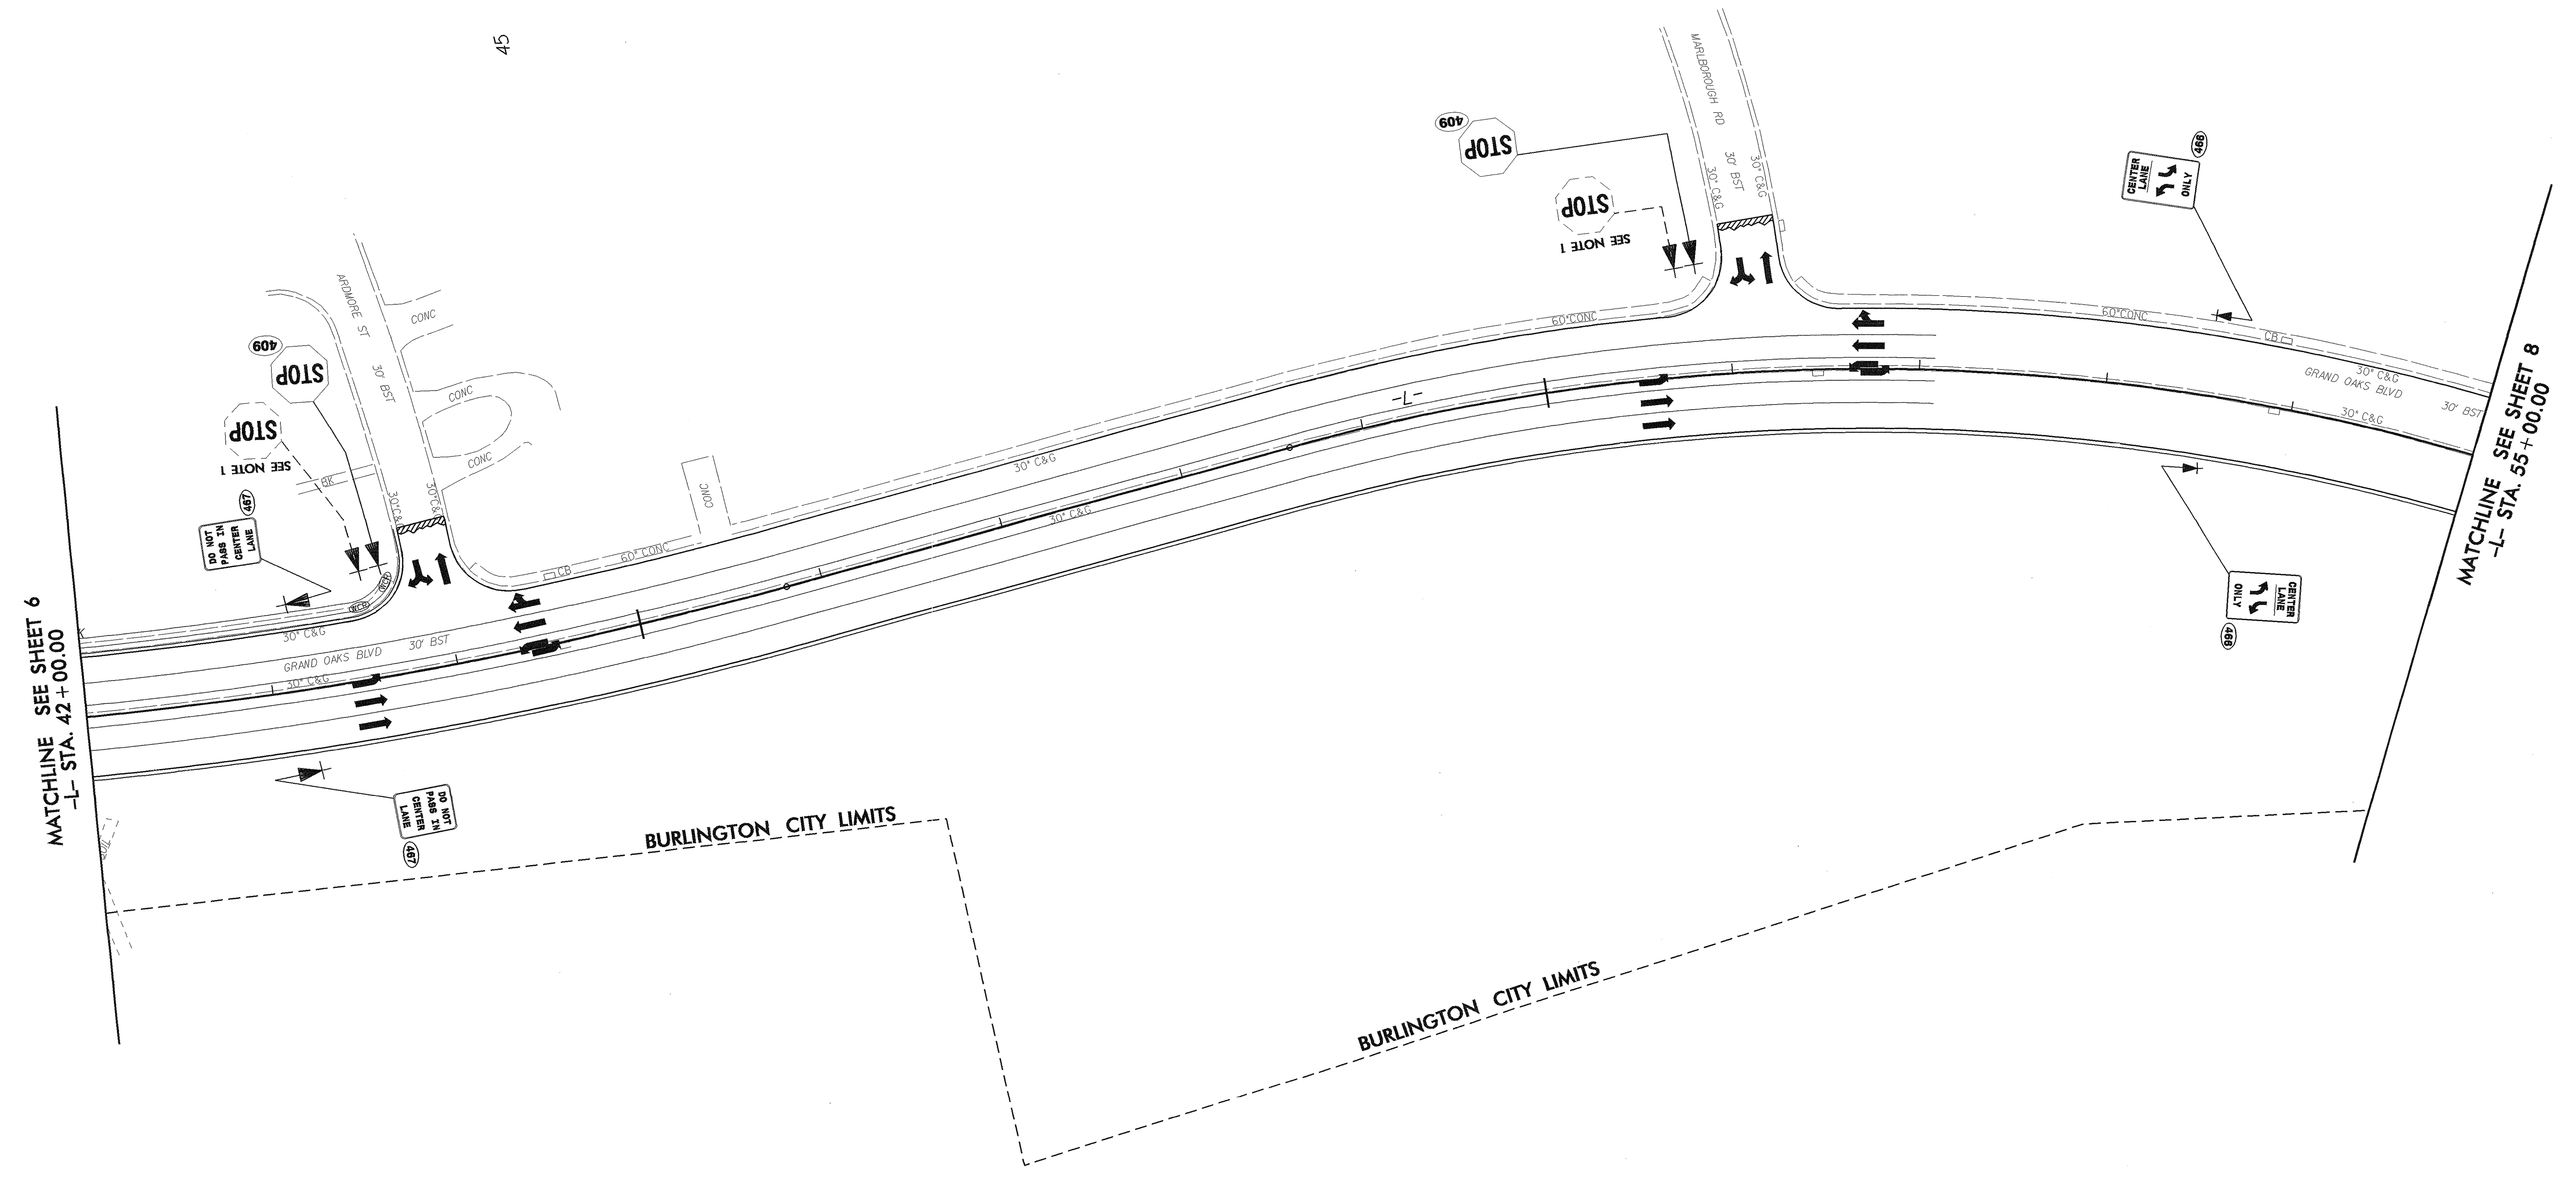 45
MARLBOROUGH RD
30' BST
30" C&G
30" C&G
409
STOP
STOP
SEE NOTE 1
466
CENTER
LANE
ONLY
ARDMORE ST
30' BST
CONC
CONC
CONC
409
STOP
STOP
SEE NOTE 1
BK
30" C&G
30" C&G
467
DO NOT
PASS IN
CENTER
LANE
WCR
WCR
CONC
60" CONC
CB
30" C&G
30" C&G
-L-
60" CONC
60" CONC
CB
30" C&G
GRAND OAKS BLVD
30' BST
30" C&G
MATCHLINE SEE SHEET 8
-L- STA. 55+00.00
CENTER
LANE
ONLY
466
MATCHLINE SEE SHEET 6
-L- STA. 42+00.00
30" C&G
GRAND OAKS BLVD
30' BST
30" C&G
DO NOT
PASS IN
CENTER
LANE
467
BURLINGTON CITY LIMITS
BURLINGTON CITY LIMITS